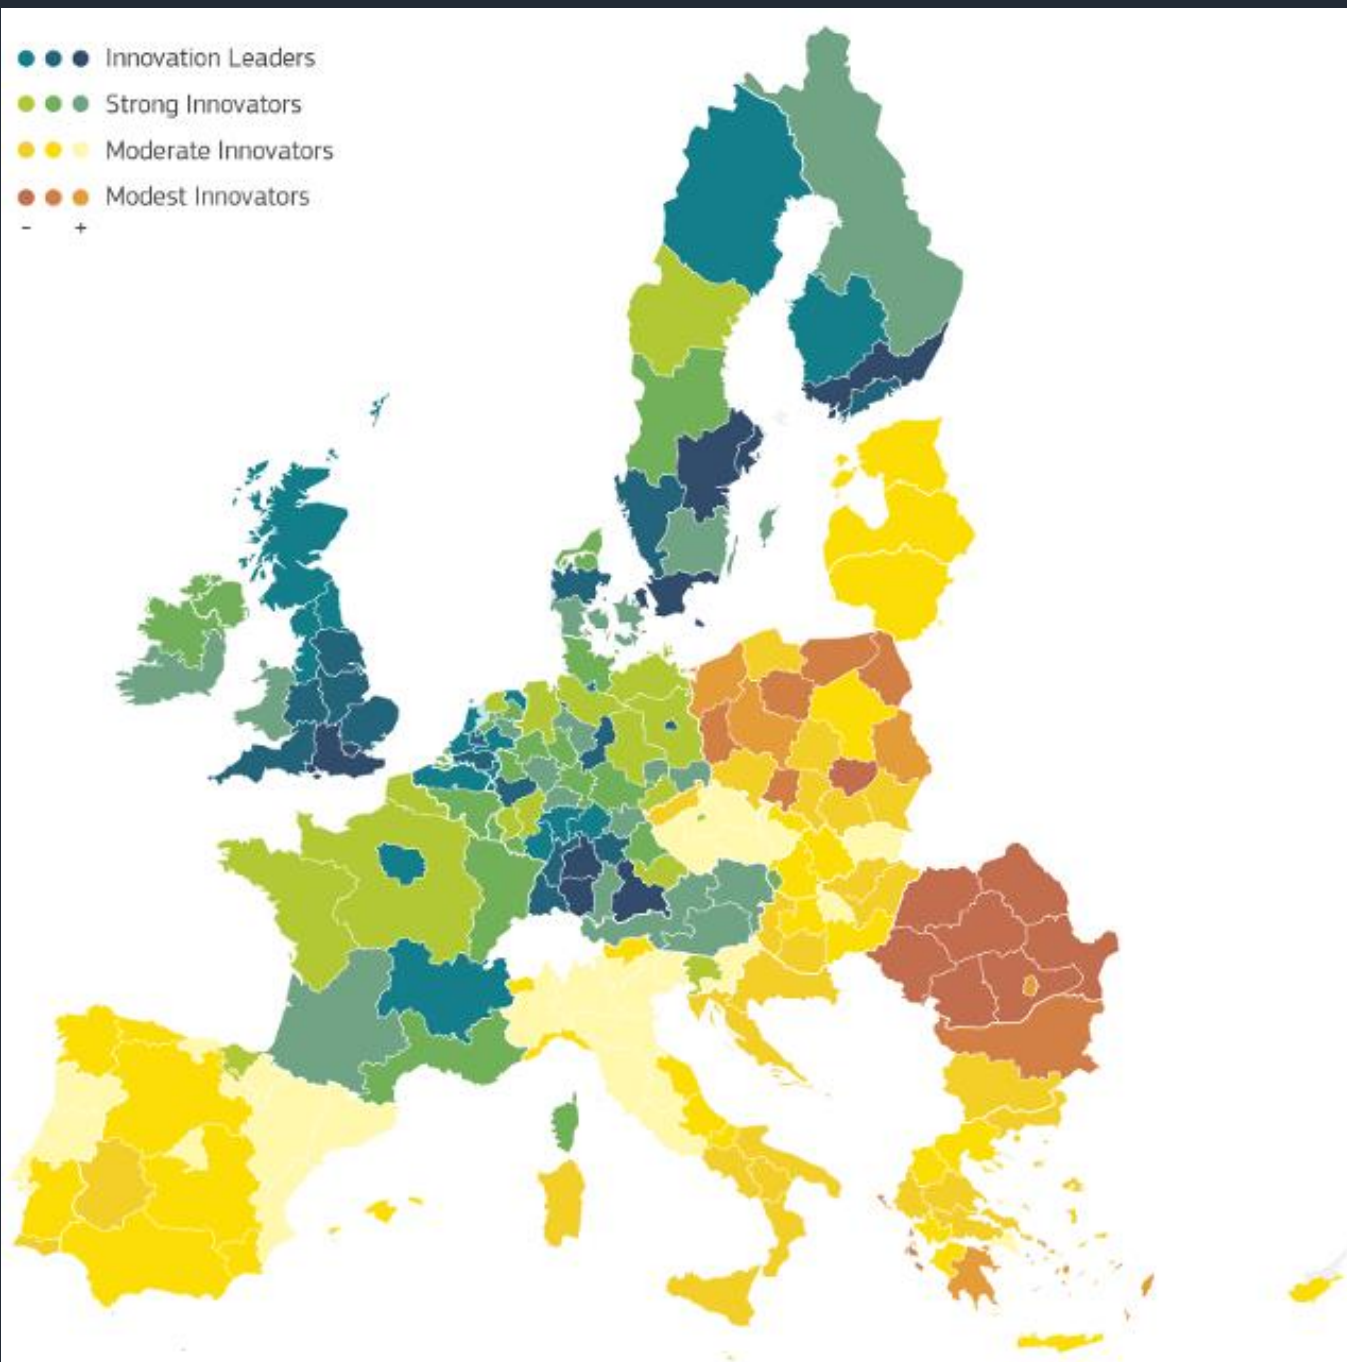 Innovation Leaders
Strong Innovators
Moderate Innovators
Modest Innovators
- +